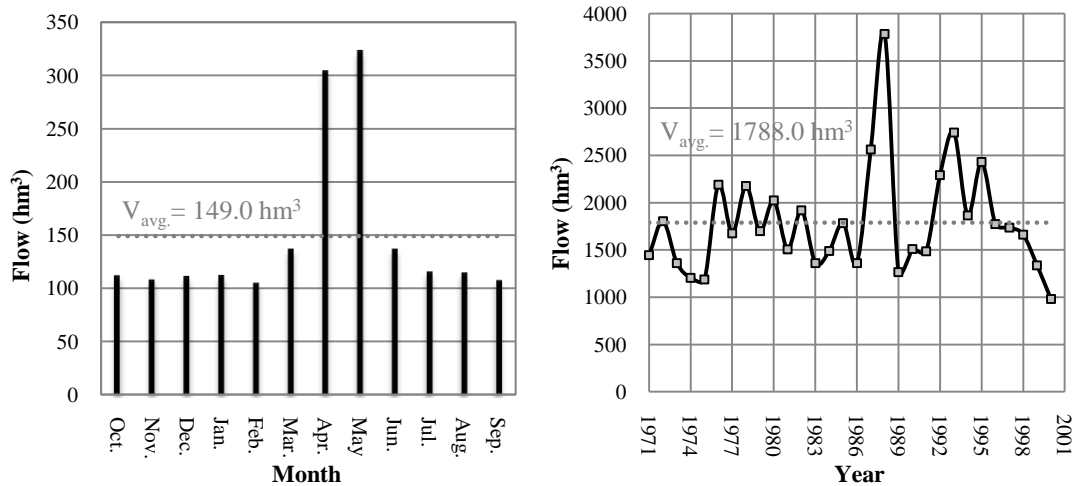 350
300
250
200
150
100
50
0
Flow (hm³)
V_avg.= 149.0 hm³
Oct.
Nov.
Dec.
Jan.
Feb.
Mar.
Apr.
May
Jun.
Jul.
Aug.
Sep.
Month
4000
3500
3000
2500
2000
1500
1000
500
0
Flow (hm³)
V_avg.= 1788.0 hm³
1971
1974
1977
1980
1983
1986
1989
1992
1995
1998
2001
Year